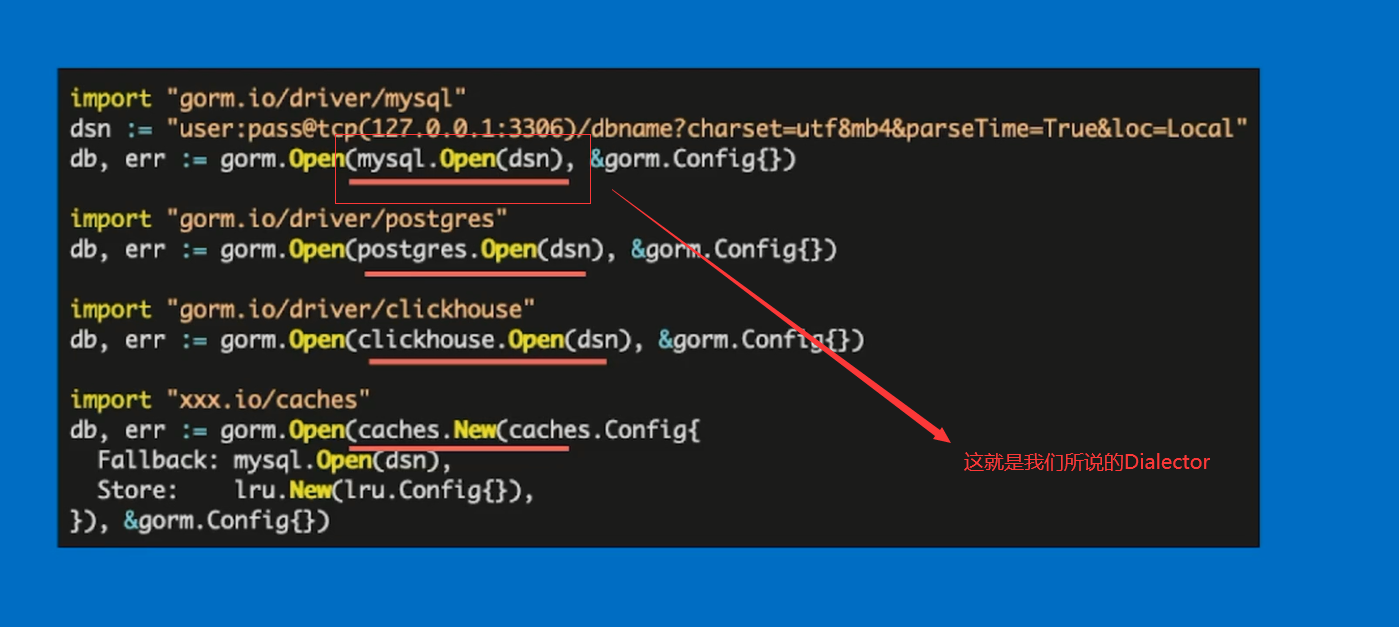 import "gorm.io/driver/mysql"
dsn := "user:pass@tcp(127.0.0.1:3306)/dbname?charset=utf8mb4&parseTime=True&loc=Local"
db, err := gorm.Open(mysql.Open(dsn), &gorm.Config{})
import "gorm.io/driver/postgres"
db, err := gorm.Open(postgres.Open(dsn), &gorm.Config{})
import "gorm.io/driver/clickhouse"
db, err := gorm.Open(clickhouse.Open(dsn), &gorm.Config{})
import "xxx.io/caches"
db, err := gorm.Open(caches.New(caches.Config{
  Fallback: mysql.Open(dsn),
  Store:    lru.New(lru.Config{}),
}), &gorm.Config{})
这就是我们所说的Dialector